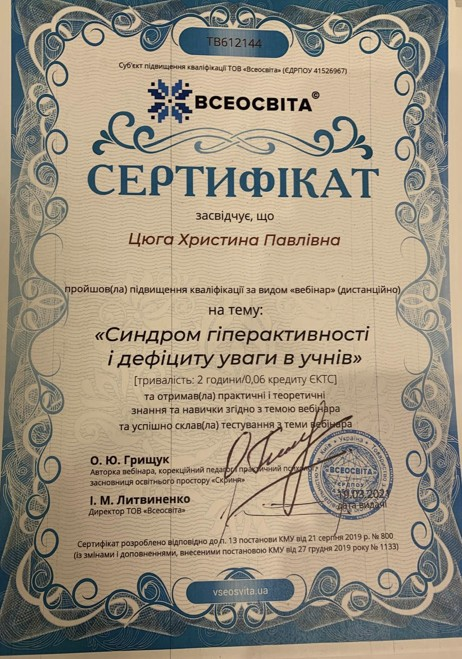 ТВ612144
Суб'єкт підвищення кваліфікації ТОВ «Всеосвіта» (ЄДРПОУ 41526967)
ВСЕОСВІТА©
СЕРТИФІКАТ
засвідчує, що
Цюга Христина Павлівна
пройшов(ла) підвищення кваліфікації за видом «вебінар» (дистанційно)
на тему:
«Синдром гіперактивності
і дефіциту уваги в учнів»
[тривалість: 2 години/0,06 кредиту ЄКТС]
та отримав(ла) практичні і теоретичні
знання та навички згідно з темою вебінара
та успішно склав(ла) тестування з теми вебінара
О. Ю. Грищук
Авторка вебінара, корекційний педагог, практичний психолог,
засновниця освітнього простору «Скриня»
І. М. Литвиненко
Директор ТОВ «Всеосвіта»
Київ • Україна
«ВСЕОСВІТА»
10.03.2021
дата видачі
Сертифікат розроблено відповідно до п. 13 постанови КМУ від 21 серпня 2019 р. № 800
(із змінами і доповненнями, внесеними постановою КМУ від 27 грудня 2019 року № 1133)
vseosvita.ua